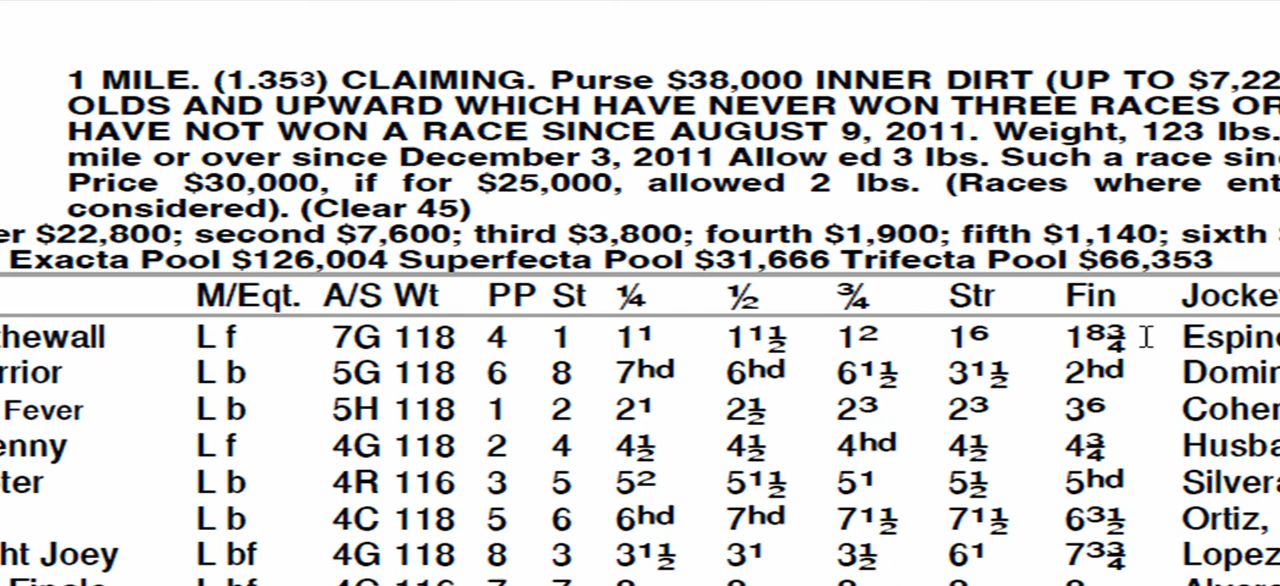 1 MILE. (1.35³) CLAIMING. Purse $38,000 INNER DIRT (UP TO $7,22
OLDS AND UPWARD WHICH HAVE NEVER WON THREE RACES OR
HAVE NOT WON A RACE SINCE AUGUST 9, 2011. Weight, 123 lbs.
mile or over since December 3, 2011 Allow ed 3 lbs. Such a race sin
Price $30,000, if for $25,000, allowed 2 lbs. (Races where ent
considered). (Clear 45)
er $22,800; second $7,600; third $3,800; fourth $1,900; fifth $1,140; sixth
Exacta Pool $126,004 Superfecta Pool $31,666 Trifecta Pool $66,353
M/Eqt. A/S Wt PP St ¼ ½ ¾ Str Fin Jocke
thewall L f 7G 118 4 1 1¹ 1¹½ 1² 1⁶ 1⁸¾ Espin
rrior L b 5G 118 6 8 7hd 6hd 6¹½ 3¹½ 2hd Domin
Fever L b 5H 118 1 2 2¹ 2½ 2³ 2³ 3⁶ Cohe
enny L f 4G 118 2 4 4½ 4½ 4hd 4½ 4¾ Husba
ter L b 4R 116 3 5 5² 5¹½ 5¹ 5½ 5hd Silver
L b 4C 118 5 6 6hd 7hd 7¹½ 7¹½ 6³½ Ortiz,
ht Joey L bf 4G 118 8 3 3¹½ 3¹ 3½ 6¹ 7³¾ Lopez